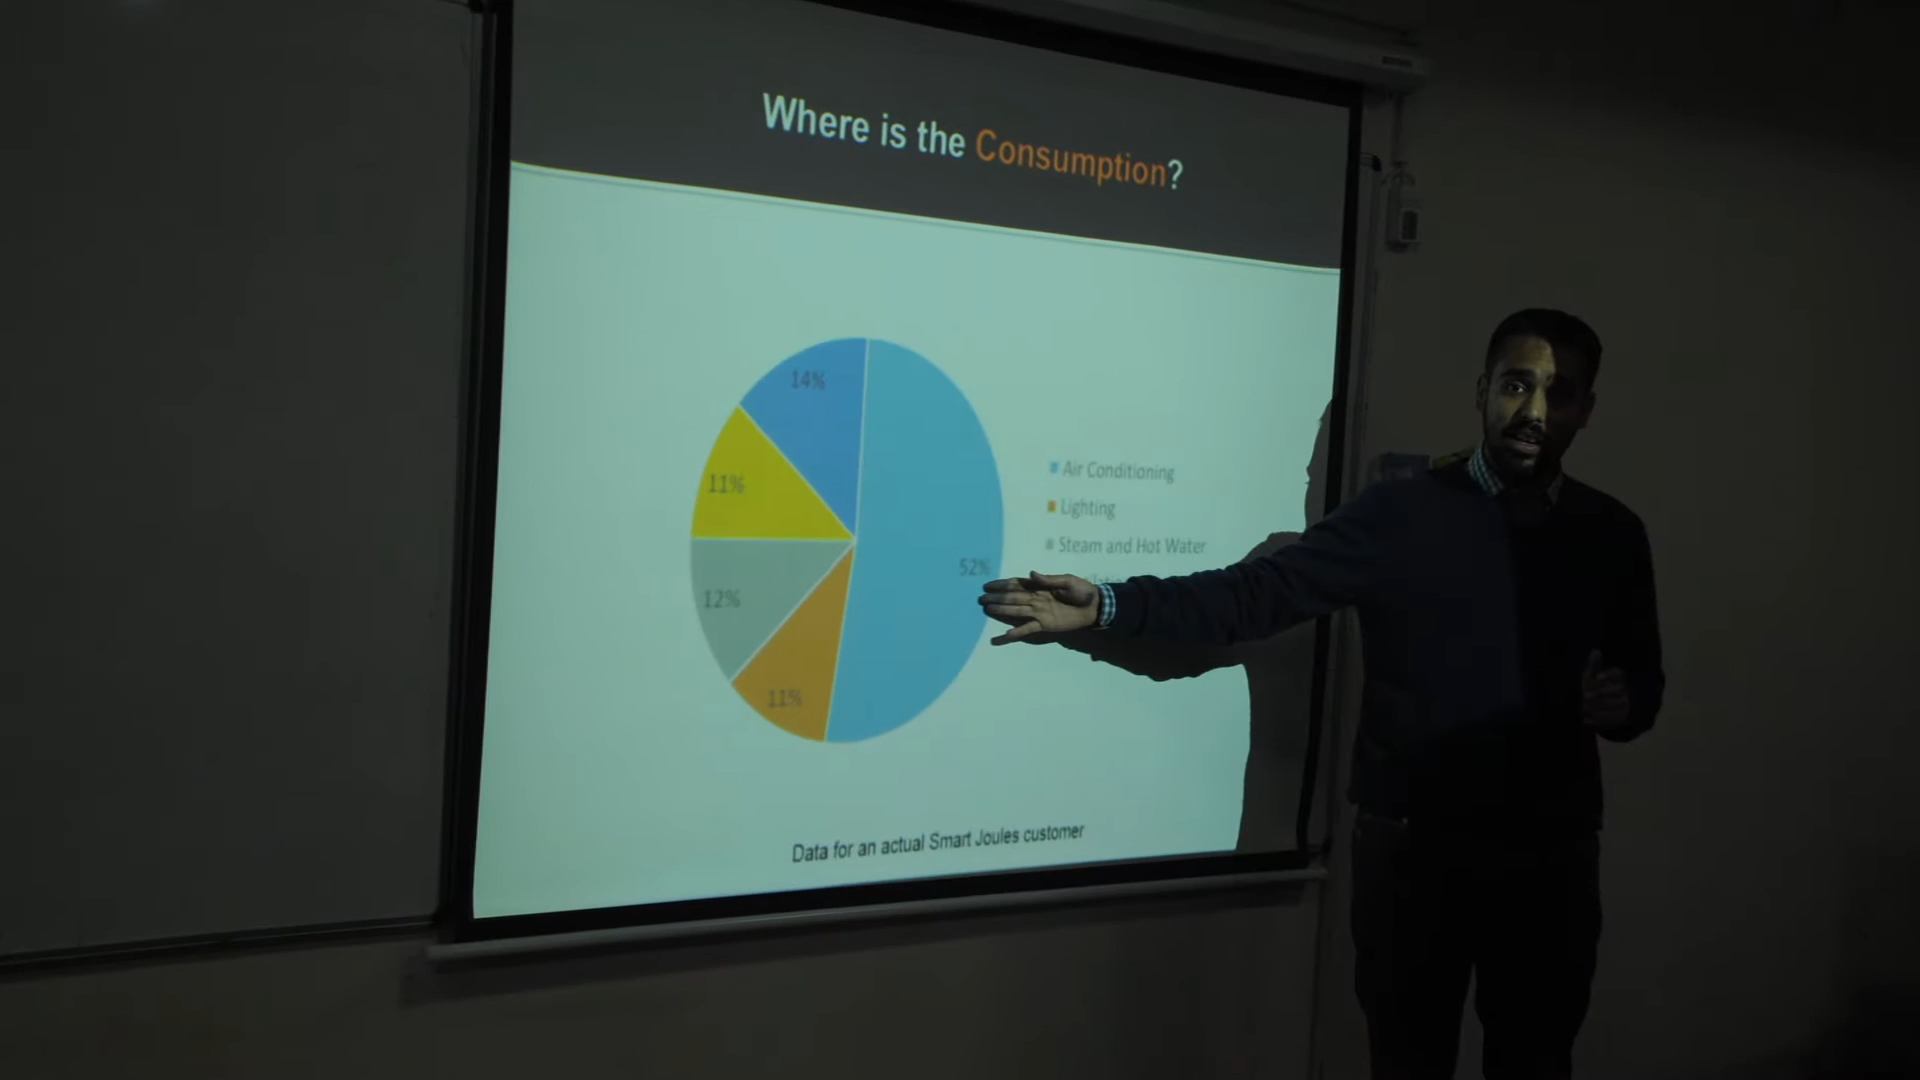 Where is the Consumption?
14%
11%
52%
12%
11%
Air Conditioning
Lighting
Steam and Hot Water
Data for an actual Smart Joules customer